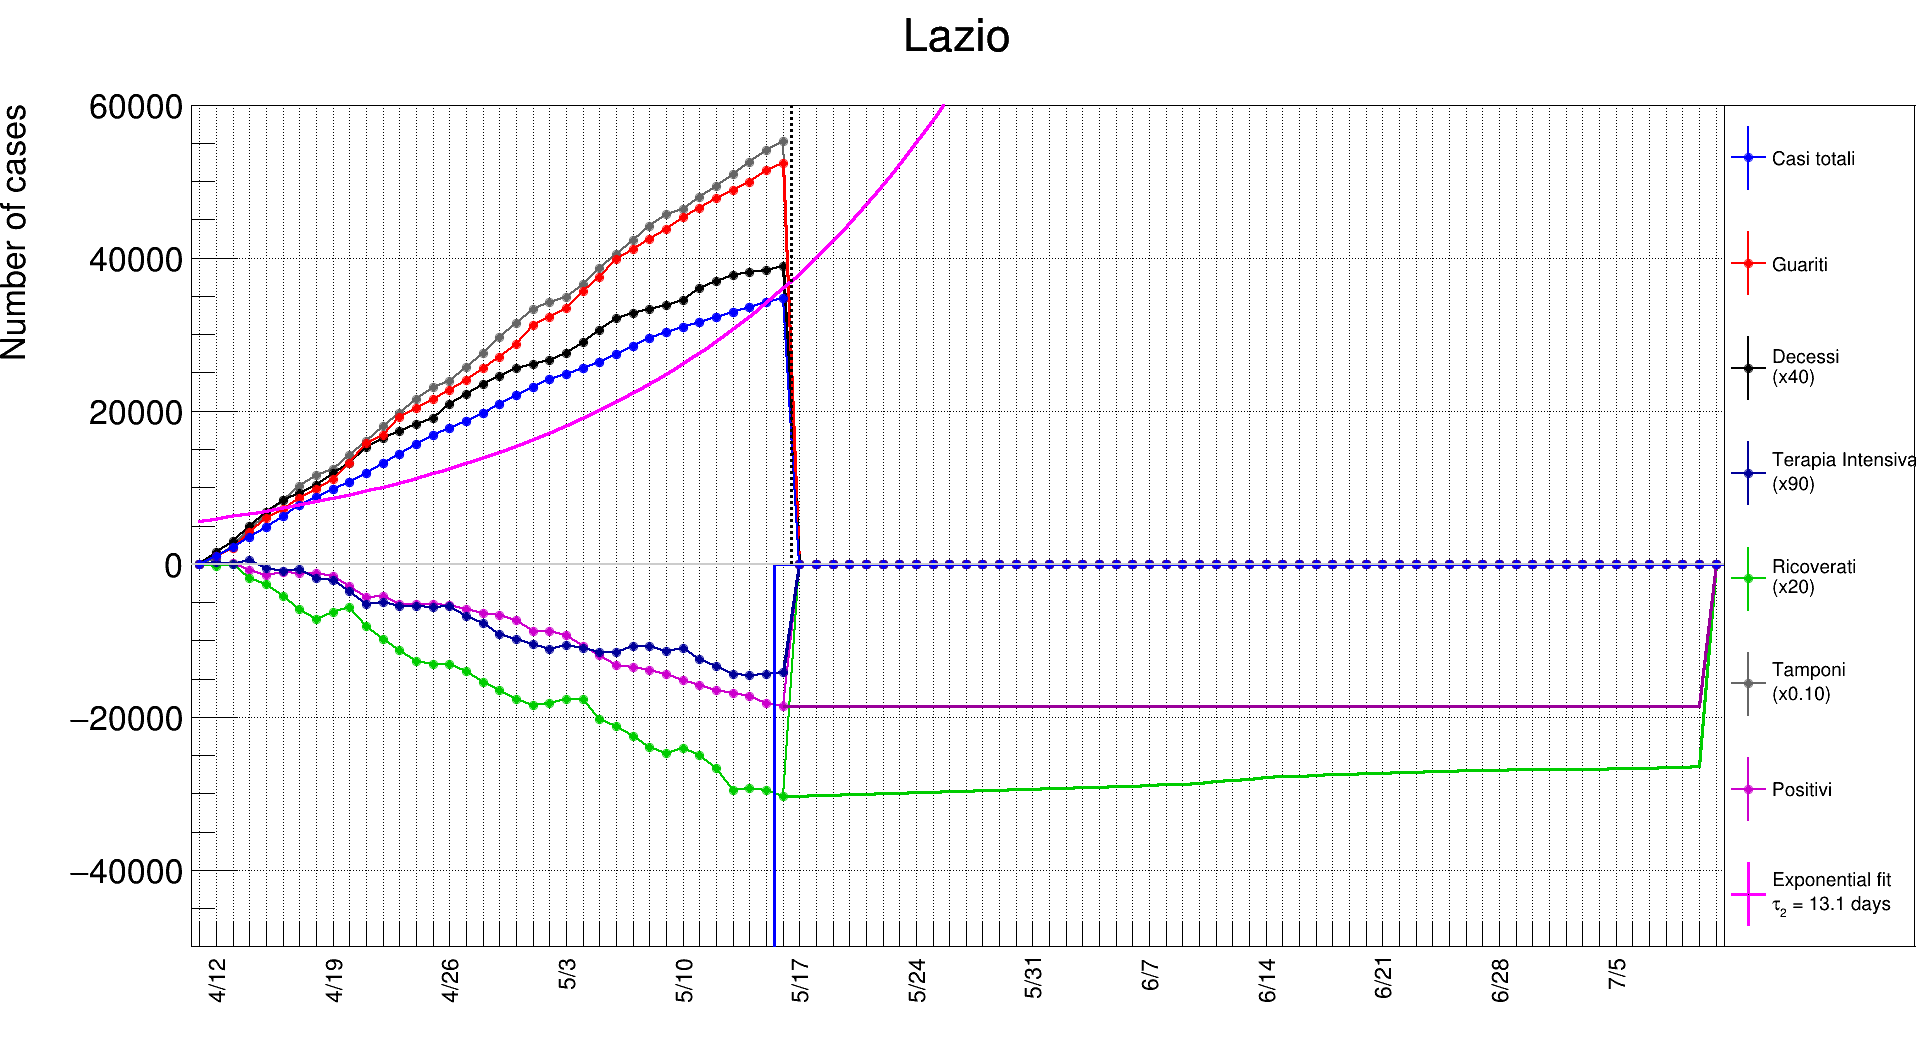 Lazio
Number of cases
60000
40000
20000
0
−20000
−40000
4/12
4/19
4/26
5/3
5/10
5/17
5/24
5/31
6/7
6/14
6/21
6/28
7/5
Casi totali
Guariti
Decessi
(x40)
Terapia Intensiva
(x90)
Ricoverati
(x20)
Tamponi
(x0.10)
Positivi
Exponential fit
τ2 = 13.1 days